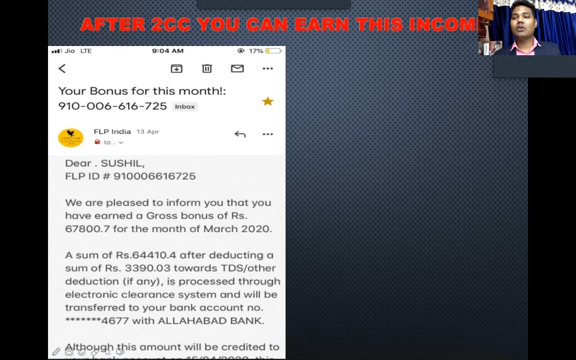 AFTER 2CC YOU CAN EARN THIS INCOM
Jio LTE 9:04 AM 17%
Your Bonus for this month!:
910-006-616-725 Inbox
FLP India 13 Apr
to .
Dear . SUSHIL,
FLP ID # 910006616725
We are pleased to inform you that you
have earned a Gross bonus of Rs.
67800.7 for the month of March 2020.
A sum of Rs.64410.4 after deducting a
sum of Rs. 3390.03 towards TDS/other
deduction (if any), is processed through
electronic clearance system and will be
transferred to your bank account no.
*******4677 with ALLAHABAD BANK.
Although this amount will be credited to